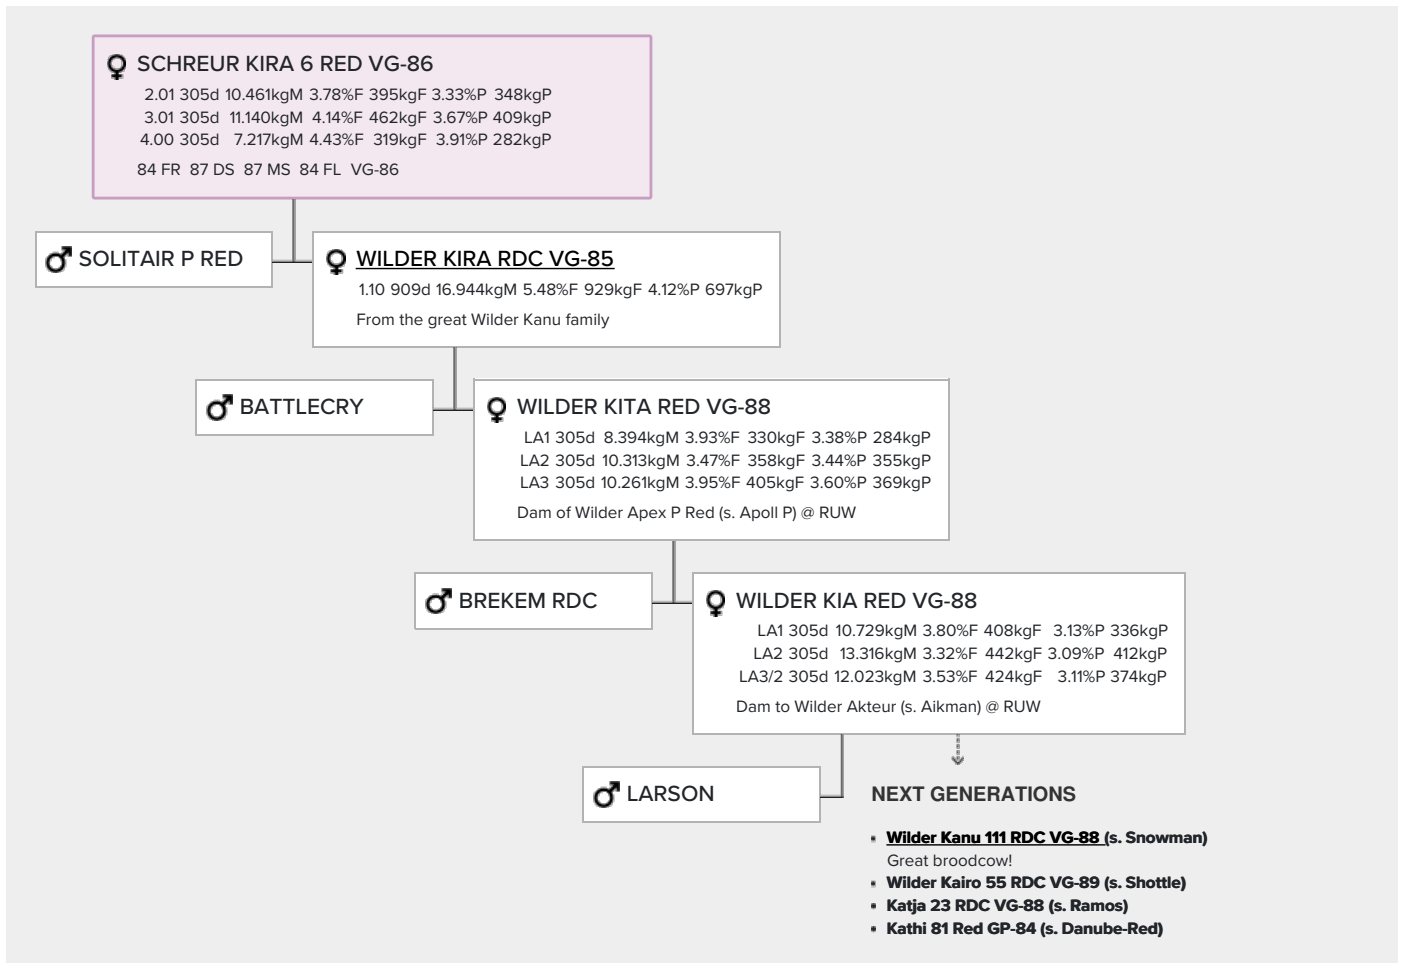 SCHREUR KIRA 6 RED VG-86
2.01 305d 10.461kgM 3.78%F 395kgF 3.33%P 348kgP
3.01 305d 11.140kgM 4.14%F 462kgF 3.67%P 409kgP
4.00 305d 7.217kgM 4.43%F 319kgF 3.91%P 282kgP
84 FR 87 DS 87 MS 84 FL VG-86
SOLITAIR P RED
WILDER KIRA RDC VG-85
1.10 909d 16.944kgM 5.48%F 929kgF 4.12%P 697kgP
From the great Wilder Kanu family
BATTLECRY
WILDER KITA RED VG-88
LA1 305d 8.394kgM 3.93%F 330kgF 3.38%P 284kgP
LA2 305d 10.313kgM 3.47%F 358kgF 3.44%P 355kgP
LA3 305d 10.261kgM 3.95%F 405kgF 3.60%P 369kgP
Dam of Wilder Apex P Red (s. Apoll P) @ RUW
BREKEM RDC
WILDER KIA RED VG-88
LA1 305d 10.729kgM 3.80%F 408kgF 3.13%P 336kgP
LA2 305d 13.316kgM 3.32%F 442kgF 3.09%P 412kgP
LA3/2 305d 12.023kgM 3.53%F 424kgF 3.11%P 374kgP
Dam to Wilder Akteur (s. Aikman) @ RUW
LARSON
NEXT GENERATIONS
Wilder Kanu 111 RDC VG-88 (s. Snowman)
Great broodcow!
Wilder Kairo 55 RDC VG-89 (s. Shottle)
Katja 23 RDC VG-88 (s. Ramos)
Kathi 81 Red GP-84 (s. Danube-Red)